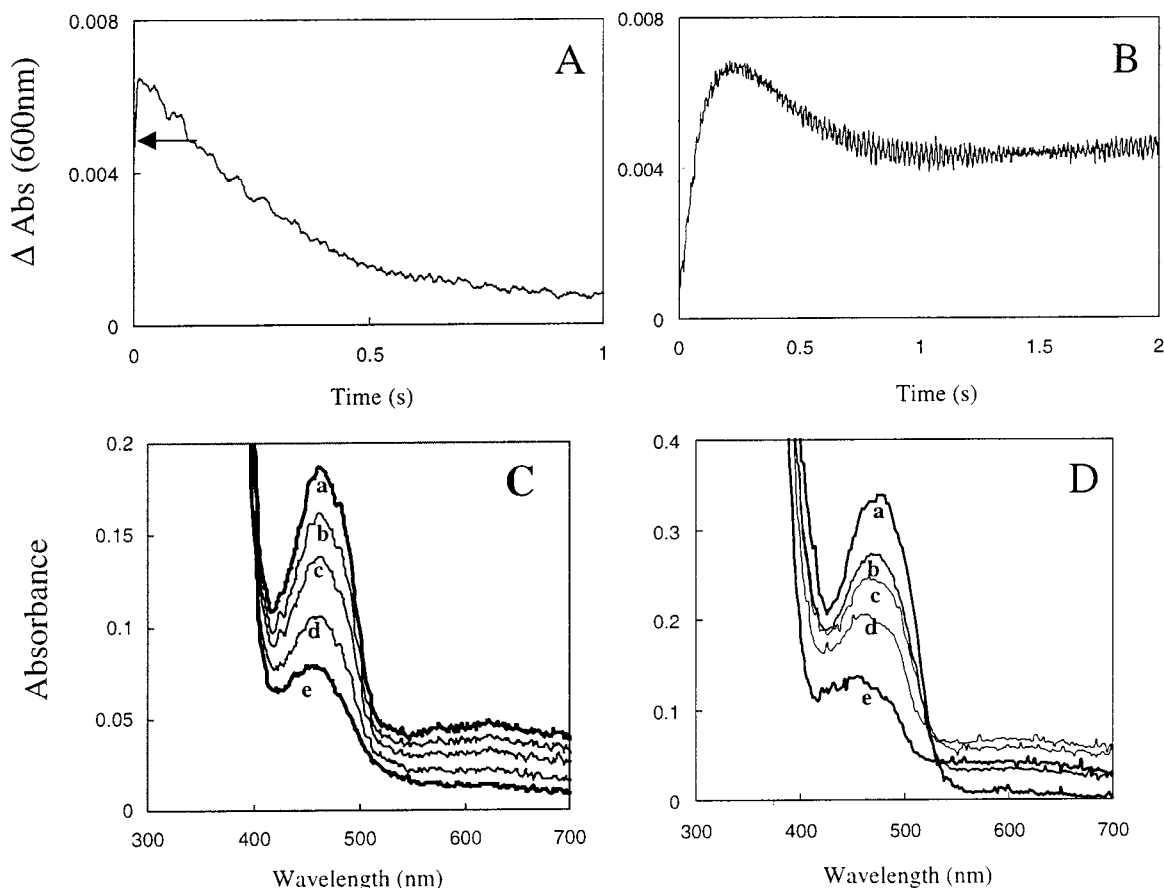 Δ Abs (600nm)
0.008
0.004
0
A
0
0.5
1
Time (s)
0.008
0.004
0
B
0
0.5
1
1.5
2
Time (s)
Absorbance
0.2
0.15
0.1
0.05
0
C
a
b
c
d
e
300
400
500
600
700
Wavelength (nm)
0.4
0.3
0.2
0.1
0
D
a
b
c
d
e
300
400
500
600
700
Wavelength (nm)